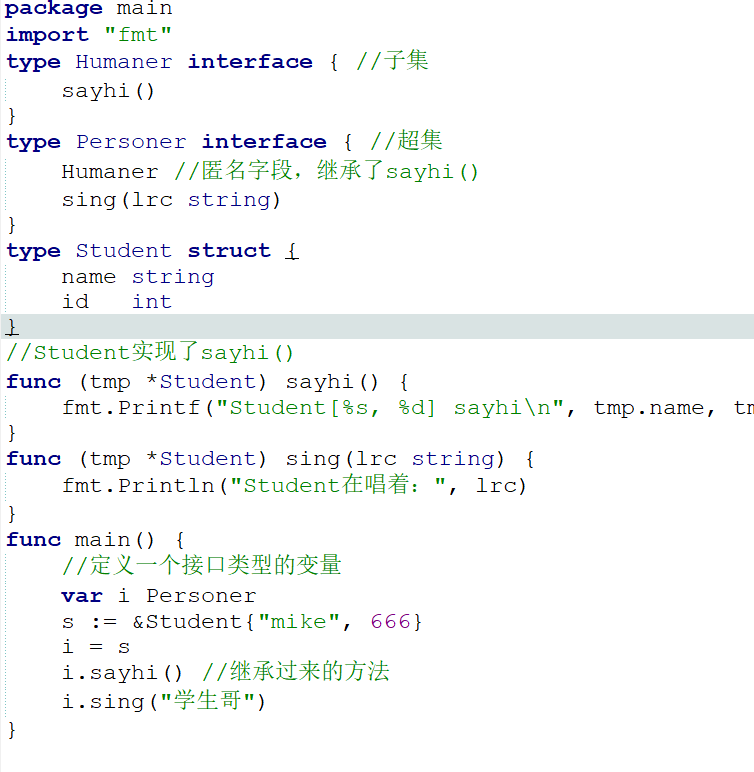 package main
import "fmt"
type Humaner interface { //子集
    sayhi()
}
type Personer interface { //超集
    Humaner //匿名字段，继承了sayhi()
    sing(lrc string)
}
type Student struct {
    name string
    id   int
}
//Student实现了sayhi()
func (tmp *Student) sayhi() {
    fmt.Printf("Student[%s, %d] sayhi\n", tmp.name, tm
}
func (tmp *Student) sing(lrc string) {
    fmt.Println("Student在唱着：", lrc)
}
func main() {
    //定义一个接口类型的变量
    var i Personer
    s := &Student{"mike", 666}
    i = s
    i.sayhi() //继承过来的方法
    i.sing("学生哥")
}